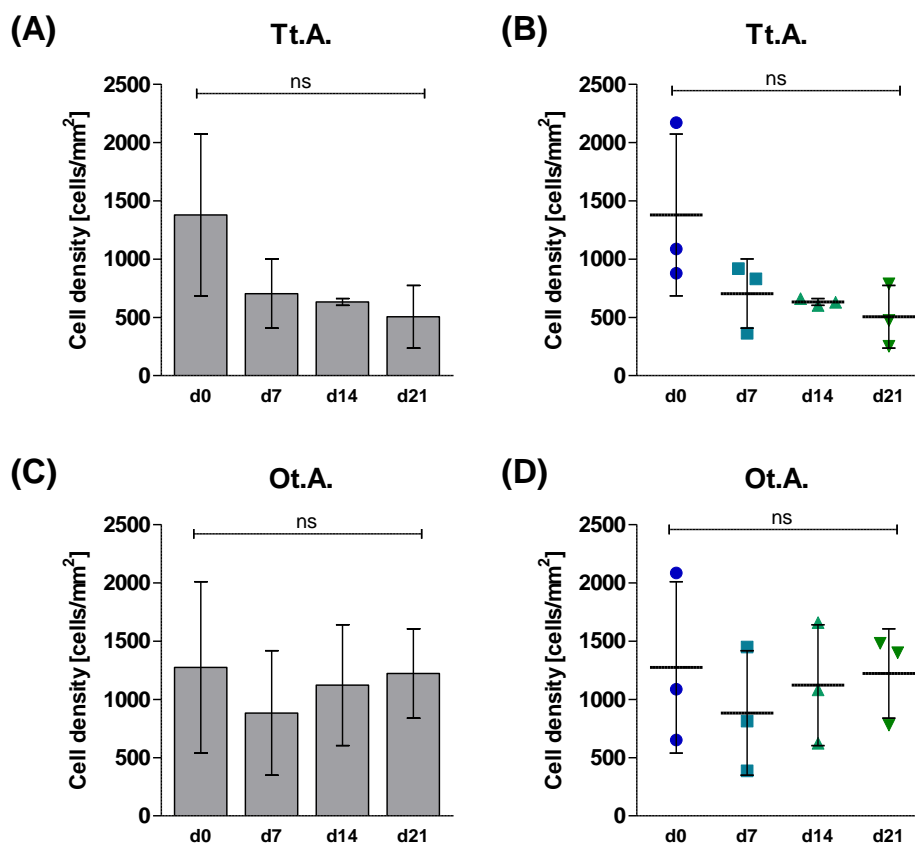 (A)
Tt.A.
Cell density [cells/mm²]
2500
2000
1500
1000
500
0
ns
d0 d7 d14 d21
(B)
Tt.A.
Cell density [cells/mm²]
2500
2000
1500
1000
500
0
ns
d0 d7 d14 d21
(C)
Ot.A.
Cell density [cells/mm²]
2500
2000
1500
1000
500
0
ns
d0 d7 d14 d21
(D)
Ot.A.
Cell density [cells/mm²]
2500
2000
1500
1000
500
0
ns
d0 d7 d14 d21